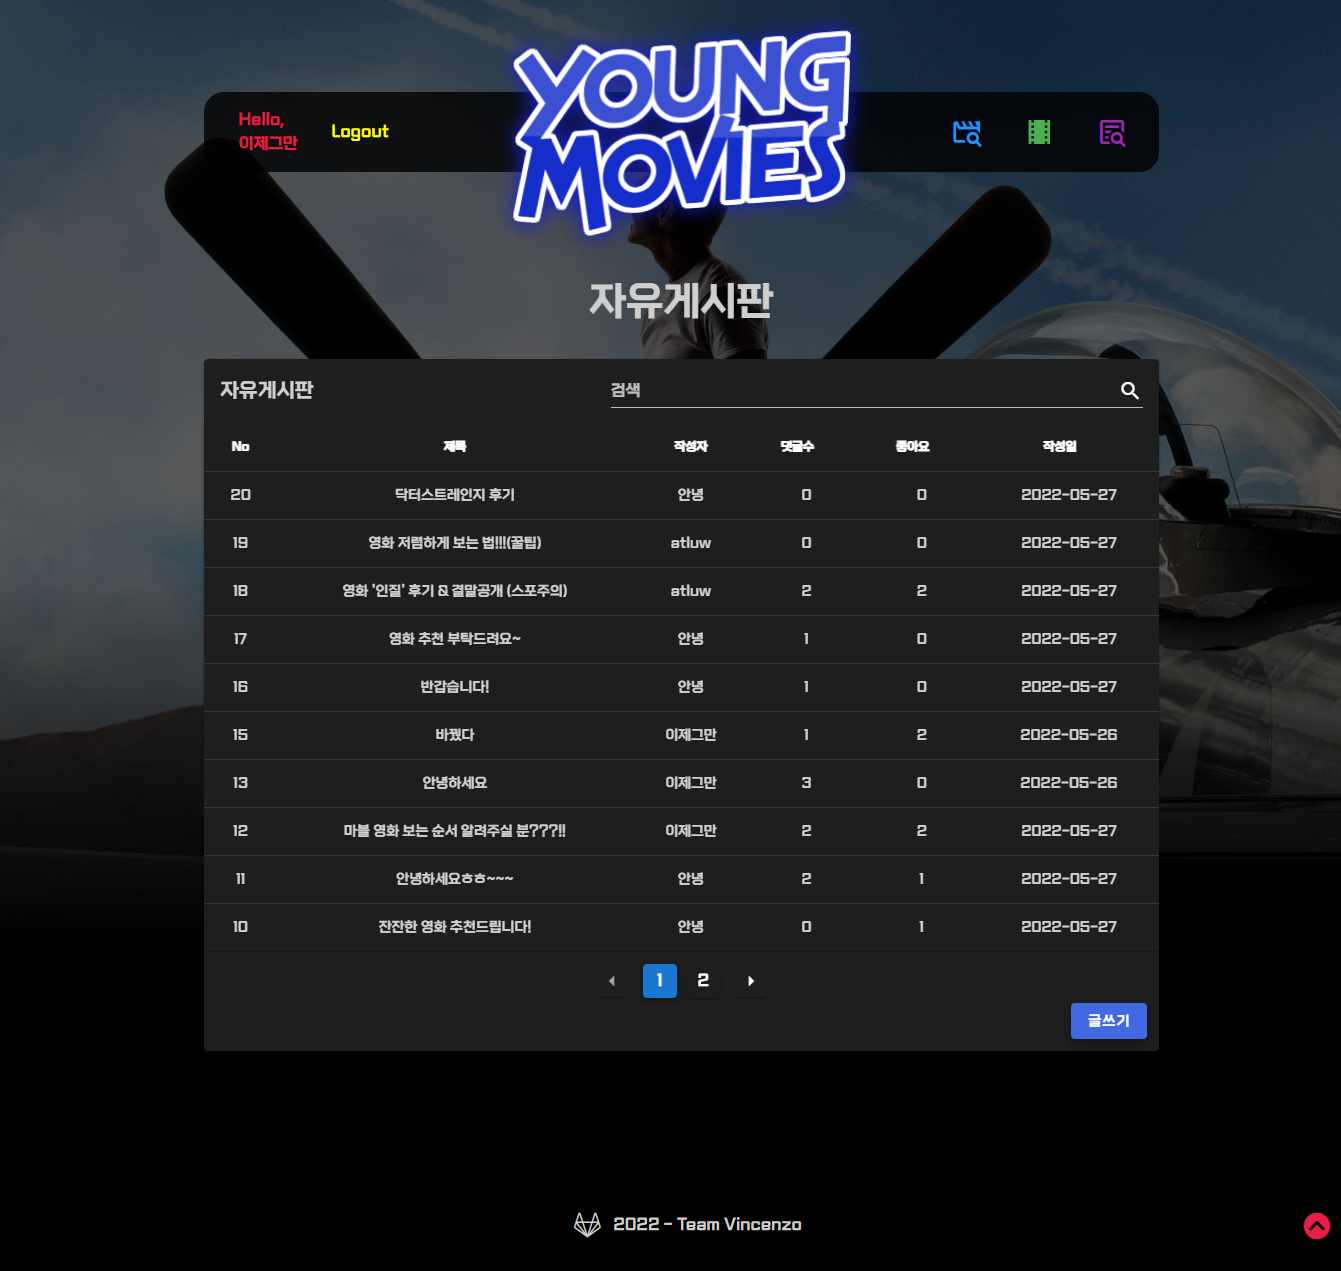 YOUNG
MOVIES
Hello,
이제그만
Logout
자유게시판
자유게시판
검색
No 제목 작성자 댓글수 좋아요 작성일
20 닥터스트레인지 후기 안녕 0 0 2022-05-27
19 영화 저렴하게 보는 법!!!(꿀팁) atluw 0 0 2022-05-27
18 영화 '인질' 후기 & 결말공개 (스포주의) atluw 2 2 2022-05-27
17 영화 추천 부탁드려요~ 안녕 1 0 2022-05-27
16 반갑습니다! 안녕 1 0 2022-05-27
15 바꿨다 이제그만 1 2 2022-05-26
13 안녕하세요 이제그만 3 0 2022-05-26
12 마블 영화 보는 순서 알려주실 분???!! 이제그만 2 2 2022-05-27
11 안녕하세요ㅎㅎ~~~ 안녕 2 1 2022-05-27
10 잔잔한 영화 추천드립니다! 안녕 0 1 2022-05-27
1 2
글쓰기
2022 - Team Vincenzo